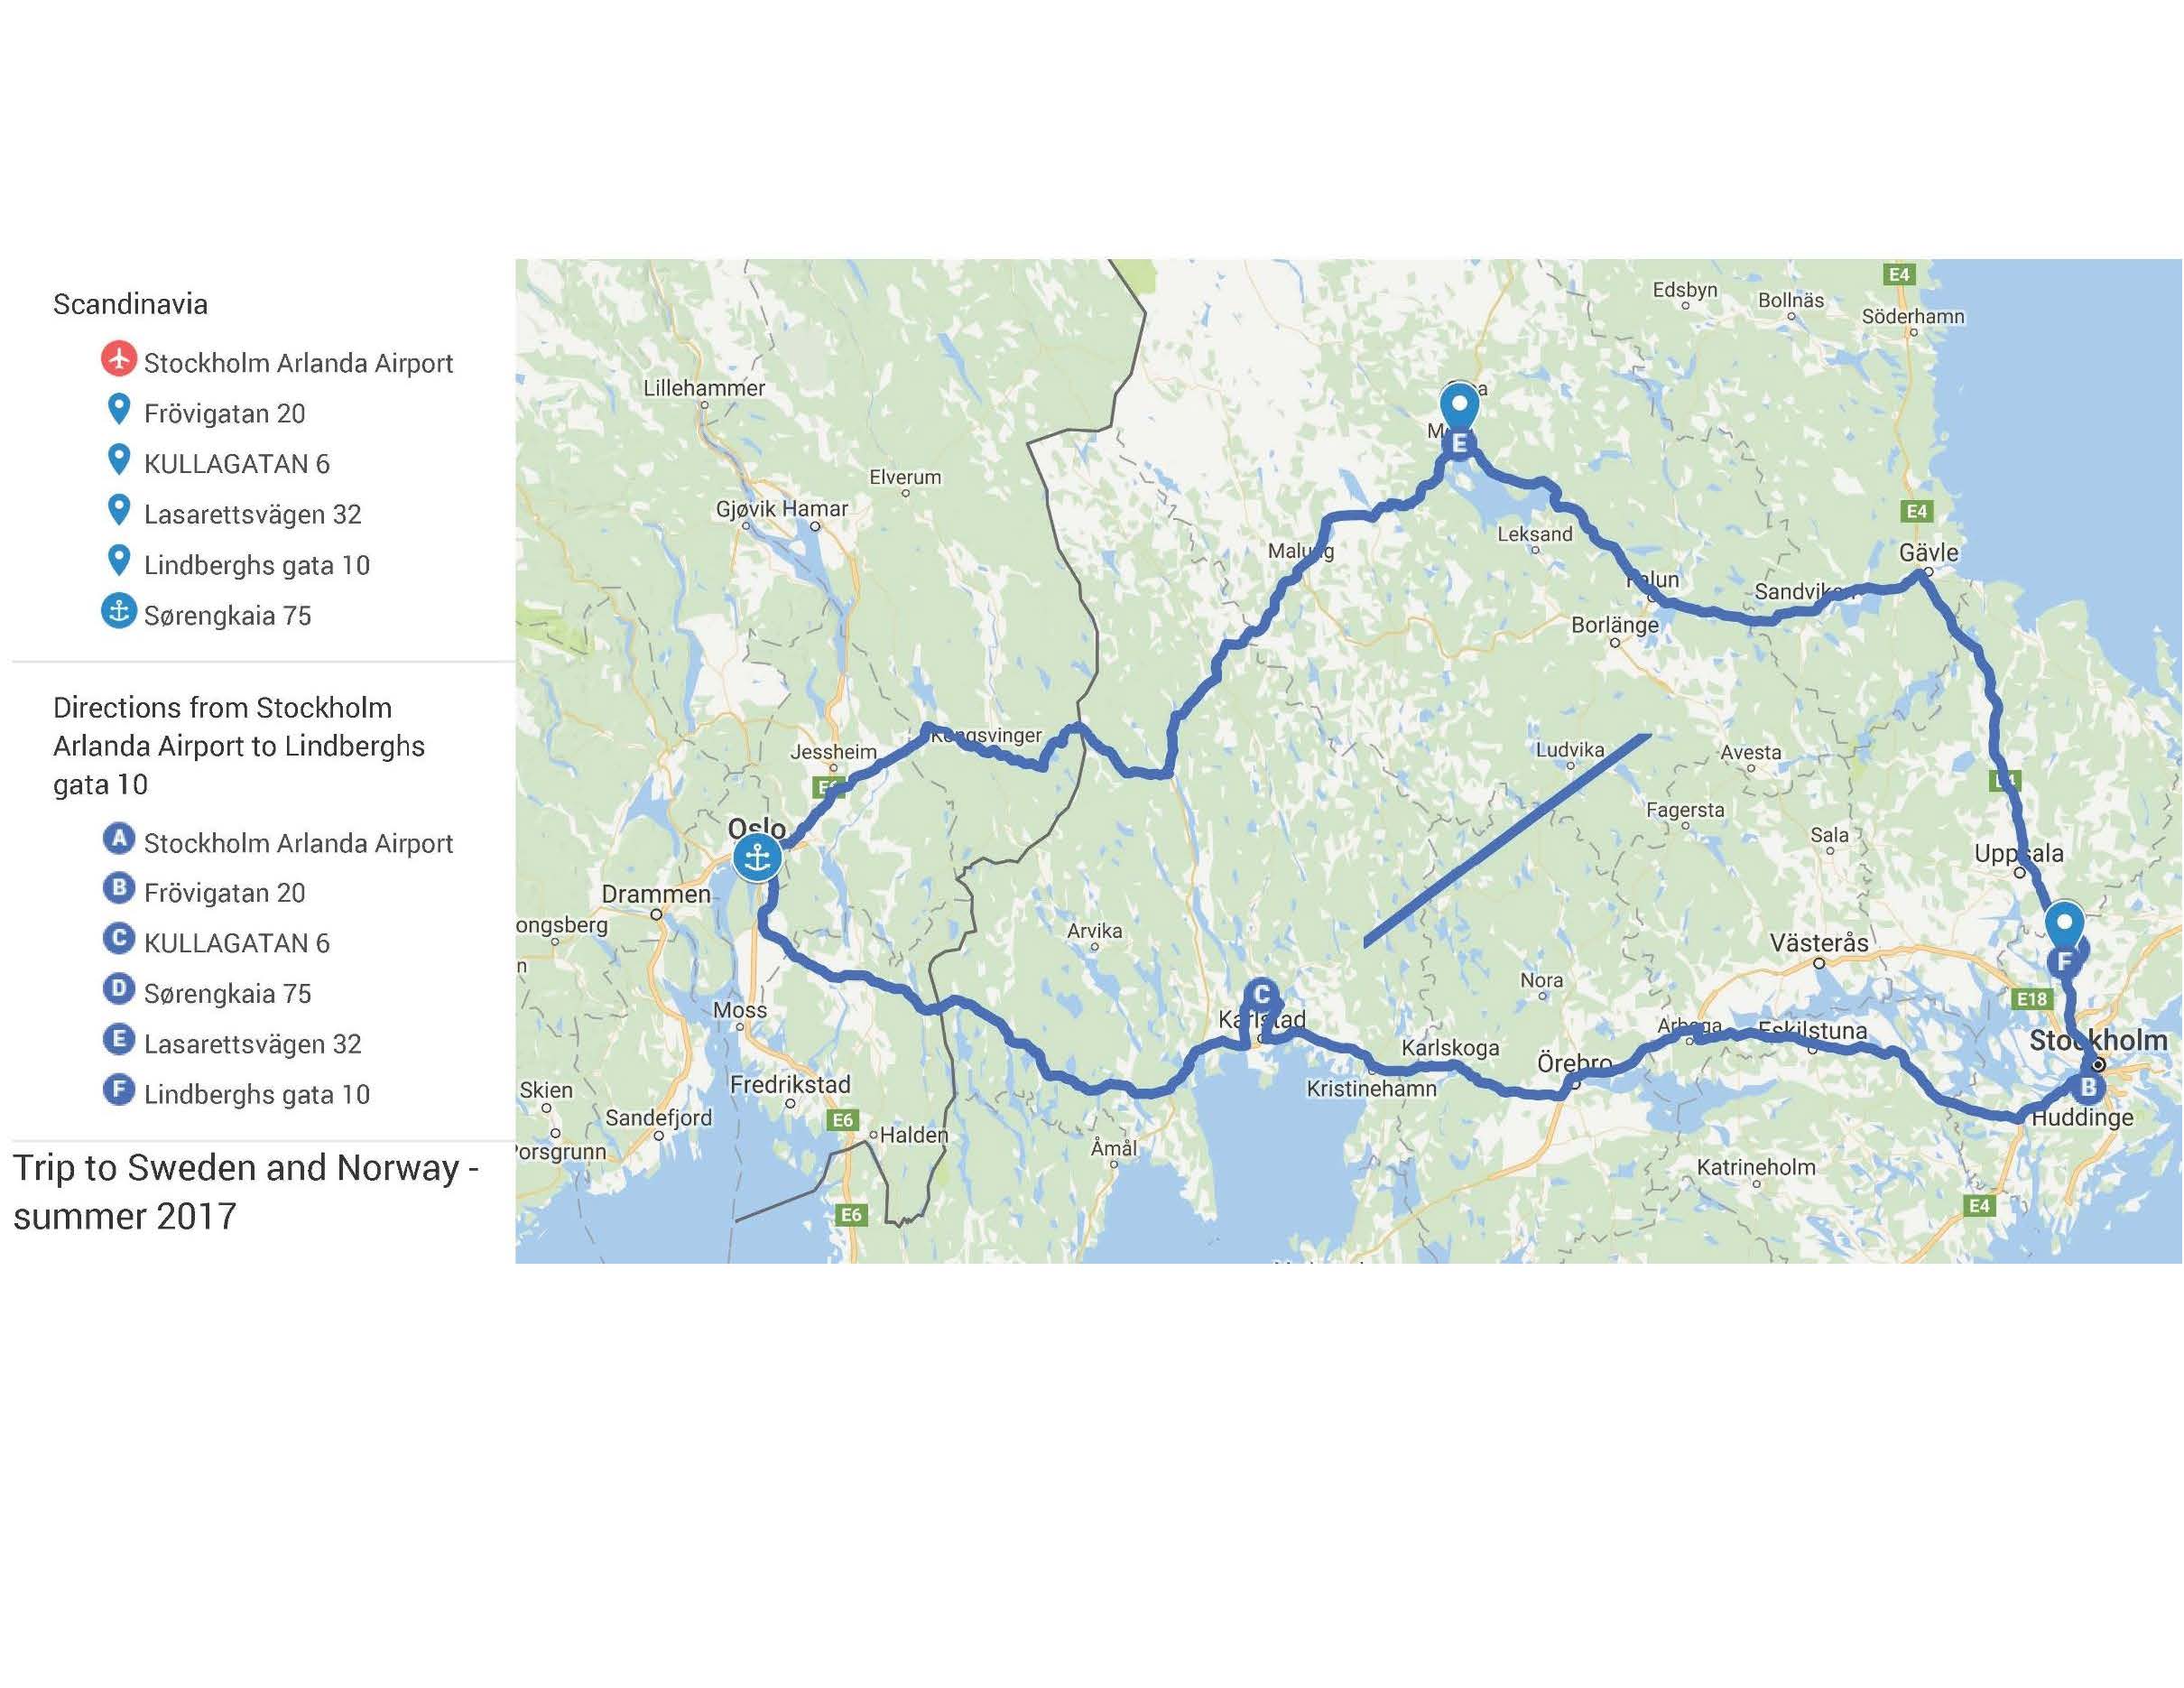 Scandinavia
Stockholm Arlanda Airport
Frövigatan 20
KULLAGATAN 6
Lasarettsvägen 32
Lindberghs gata 10
Sørengkaia 75
Directions from Stockholm
Arlanda Airport to Lindberghs
gata 10
A Stockholm Arlanda Airport
B Frövigatan 20
C KULLAGATAN 6
D Sørengkaia 75
E Lasarettsvägen 32
F Lindberghs gata 10
Trip to Sweden and Norway -
summer 2017
E4
Edsbyn
Bollnäs
Söderhamn
Lillehammer
E
Elverum
Gjøvik
Hamar
E4
Leksand
Malung
Gävle
Falun
Sandviken
Borlänge
Kongsvinger
Jessheim
Ludvika
Avesta
E4
E6
Fagersta
Oslo
Sala
Uppsala
Drammen
ongsberg
Arvika
Västerås
F
n
Nora
C
E18
Moss
Karlstad
Arboga
Eskilstuna
Stockholm
Karlskoga
Örebro
Skien
Fredrikstad
Kristinehamn
B
Sandefjord
E6
Huddinge
Halden
Porsgrunn
Åmål
Katrineholm
E6
E4